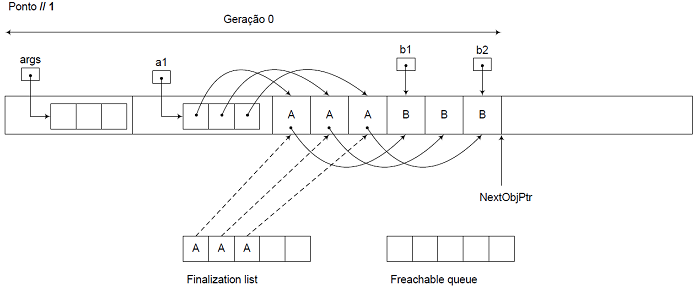 Ponto // 1
Geração 0
args
a1
b1
b2
A
A
A
B
B
B
NextObjPtr
A
A
A
Finalization list
Freachable queue